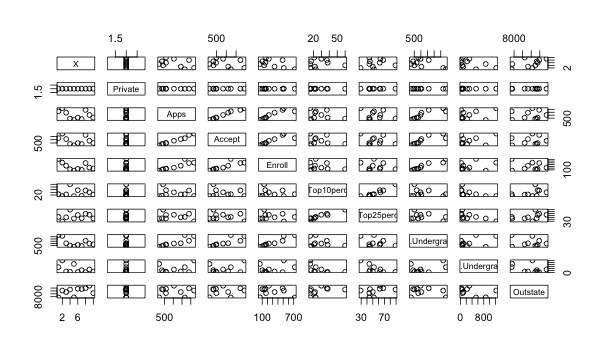 1.5 500 20 50 500 8000
X 2
1.5 Private
Apps 500
500 Accept
Enroll 100
20 Top10perc
Top25perc 30
500 .Undergra
.Undergra 0
8000 Outstate
2 6 500 100 700 30 70 0 800